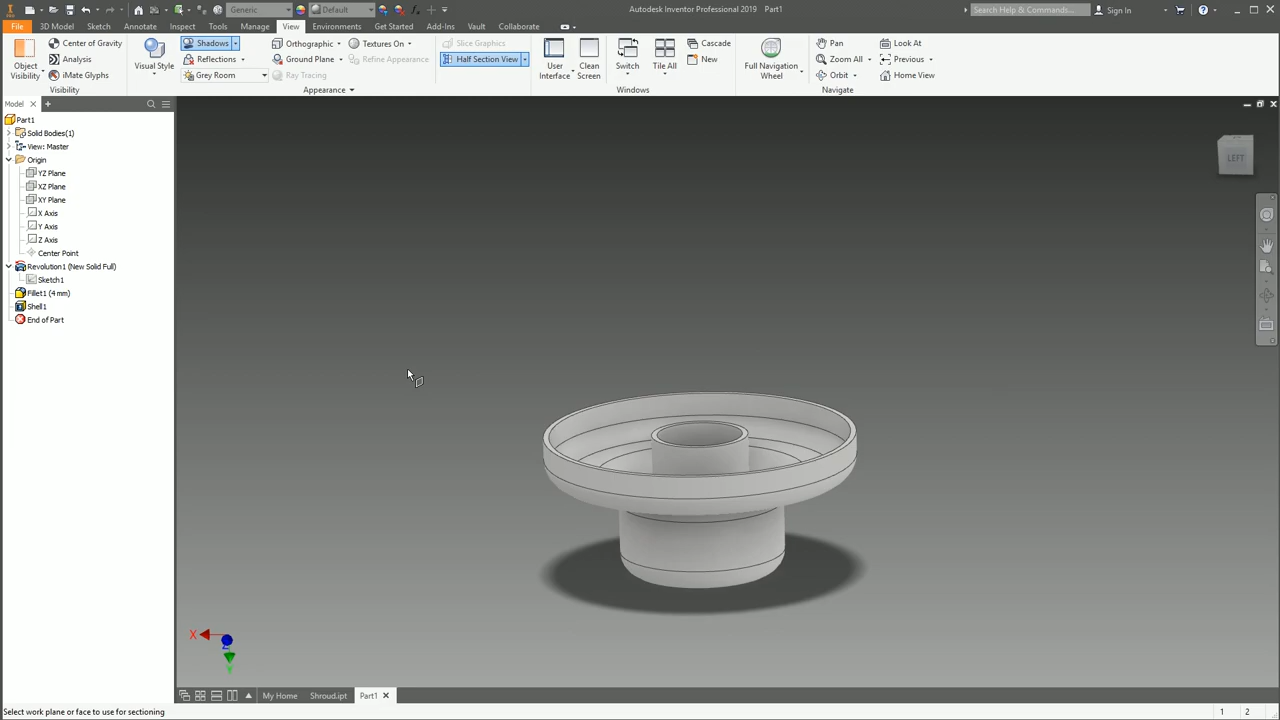 Generic
Default
Autodesk Inventor Professional 2019 Part1
Search Help & Commands...
Sign In
File 3D Model Sketch Annotate Inspect Tools Manage View Environments Get Started Add-Ins Vault Collaborate
Object Visibility
Center of Gravity
Analysis
iMate Glyphs
Visibility
Visual Style
Shadows
Reflections
Grey Room
Orthographic
Ground Plane
Ray Tracing
Textures On
Refine Appearance
Appearance
Slice Graphics
Half Section View
User Interface
Clean Screen
Switch
Tile All
Cascade
New
Windows
Full Navigation Wheel
Pan
Zoom All
Orbit
Look At
Previous
Home View
Navigate
Model
Part1
Solid Bodies(1)
View: Master
Origin
YZ Plane
XZ Plane
XY Plane
X Axis
Y Axis
Z Axis
Center Point
Revolution1 (New Solid Full)
Sketch1
Fillet1 (4 mm)
Shell1
End of Part
LEFT
X
My Home Shroud.ipt Part1
Select work plane or face to use for sectioning
1 2